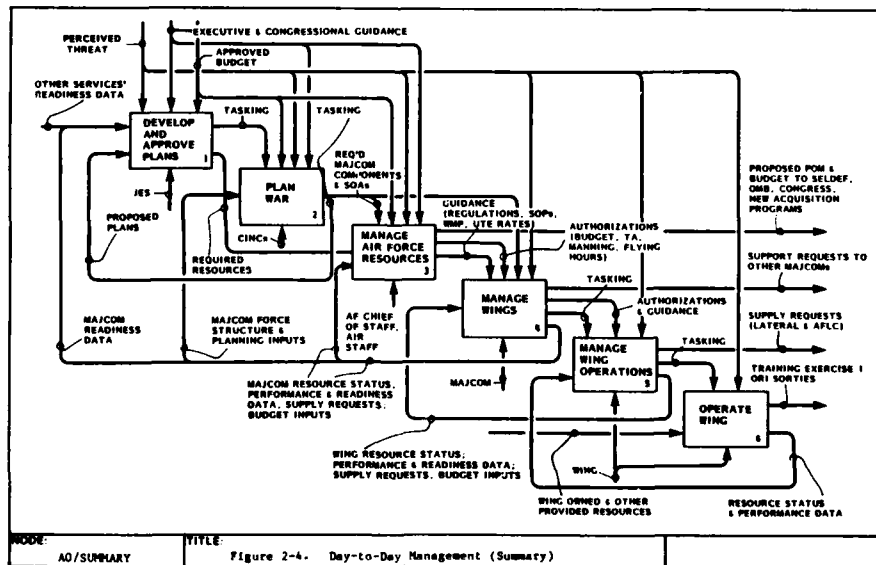 EXECUTIVE & CONGRESSIONAL GUIDANCE
PERCEIVED
THREAT
APPROVED
BUDGET
OTHER SERVICES'
READINESS DATA
TASKING
TASKING
DEVELOP
AND
APPROVE
PLANS
1
REQ'D
MAJCOM
COMPONENTS
& SOAs
PLAN
WAR
2
JES
PROPOSED
PLANS
CINCs
REQUIRED
RESOURCES
GUIDANCE
(REGULATIONS, SOPs,
WMP, UTE RATES)
MANAGE
AIR FORCE
RESOURCES
3
AUTHORIZATIONS
(BUDGET, TA,
MANNING, FLYING
HOURS)
PROPOSED POM &
BUDGET TO SELDEF,
OMB, CONGRESS,
NEW ACQUISITION
PROGRAMS
SUPPORT REQUESTS TO
OTHER MAJCOMs
TASKING
MANAGE
WINGS
4
AUTHORIZATIONS
& GUIDANCE
AF CHIEF
OF STAFF, AIR
STAFF
SUPPLY REQUESTS
(LATERAL & AFLC)
MAJCOM
READINESS
DATA
MAJCOM FORCE
STRUCTURE &
PLANNING INPUTS
MAJCOM
MANAGE
WING
OPERATIONS
5
TASKING
TRAINING EXERCISE &
ORI SORTIES
MAJCOM RESOURCE STATUS,
PERFORMANCE & READINESS
DATA, SUPPLY REQUESTS,
BUDGET INPUTS
OPERATE
WING
6
WING RESOURCE STATUS;
PERFORMANCE & READINESS DATA;
SUPPLY REQUESTS, BUDGET INPUTS
WING
WING OWNED & OTHER
PROVIDED RESOURCES
RESOURCE STATUS
& PERFORMANCE DATA
NODE:
AO/SUMMARY
TITLE:
Figure 2-4. Day-to-Day Management (Summary)